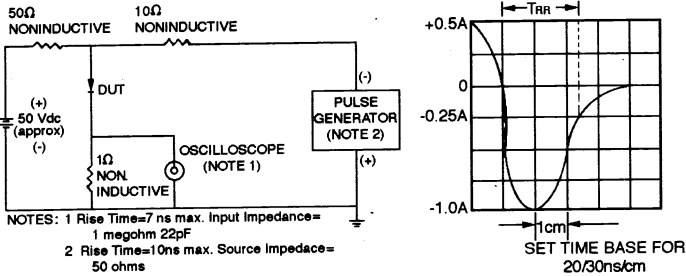 50Ω
NONINDUCTIVE
10Ω
NONINDUCTIVE
DUT
(+)
50 Vdc
(approx)
(-)
1Ω
NON.
INDUCTIVE
OSCILLOSCOPE
(NOTE 1)
(-)
PULSE
GENERATOR
(NOTE 2)
(+)
NOTES: 1 Rise Time=7 ns max. Input Impedance=
1 megohm 22pF
2 Rise Time=10ns max. Source Impedace=
50 ohms
TRR
+0.5A
0
-0.25A
-1.0A
1cm
SET TIME BASE FOR
20/30ns/cm